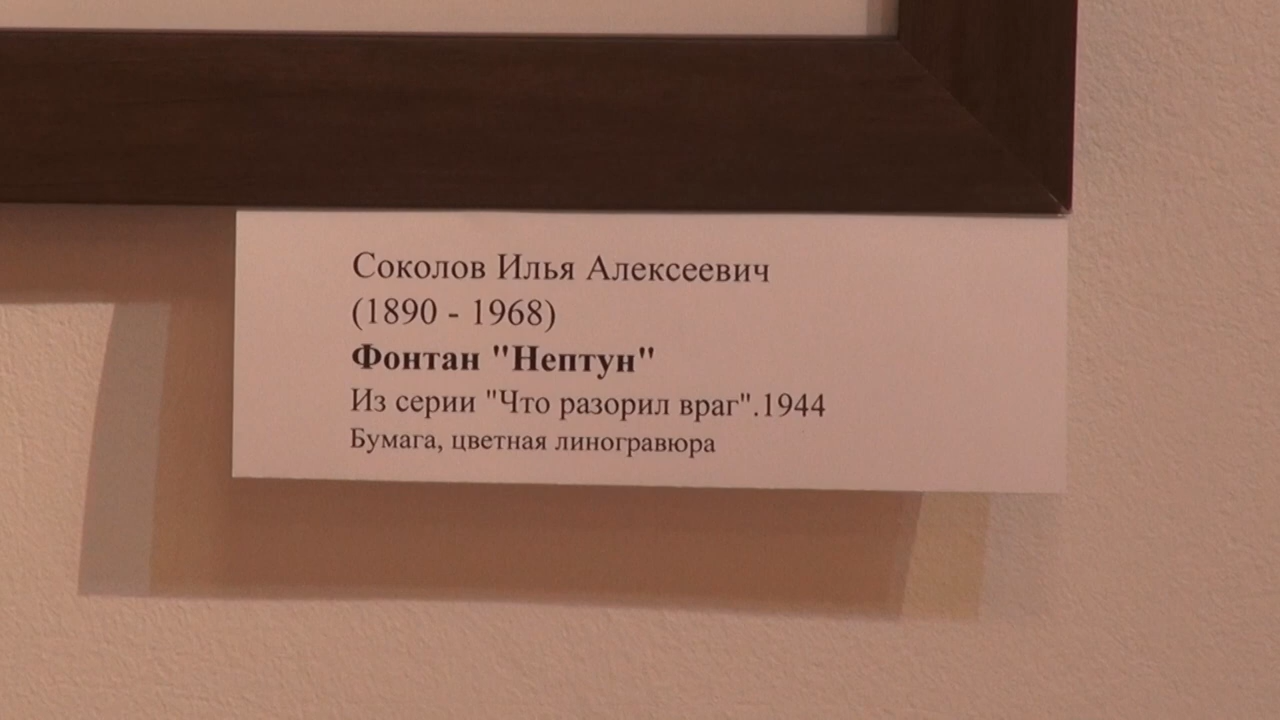 Соколов Илья Алексеевич
(1890 - 1968)
Фонтан "Нептун"
Из серии "Что разорил враг".1944
Бумага, цветная линогравюра